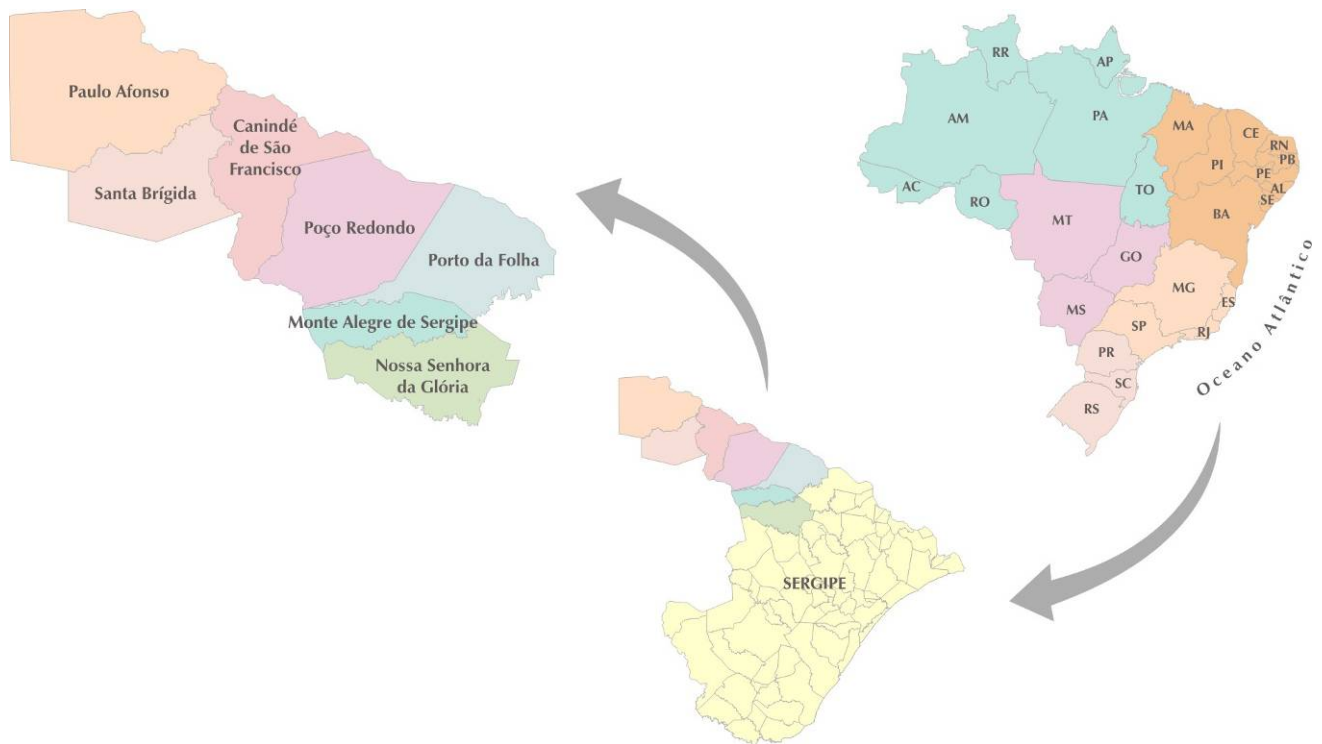 Paulo Afonso
Canindé
de São
Francisco
Santa Brígida
Poço Redondo
Porto da Folha
Monte Alegre de Sergipe
Nossa Senhora
da Glória
RR
AP
AM
PA
MA
CE
RN
PB
PI
PE
AL
SE
AC
TO
RO
BA
MT
GO
MG
ES
MS
SP
RJ
PR
SC
RS
Oceano Atlântico
SERGIPE